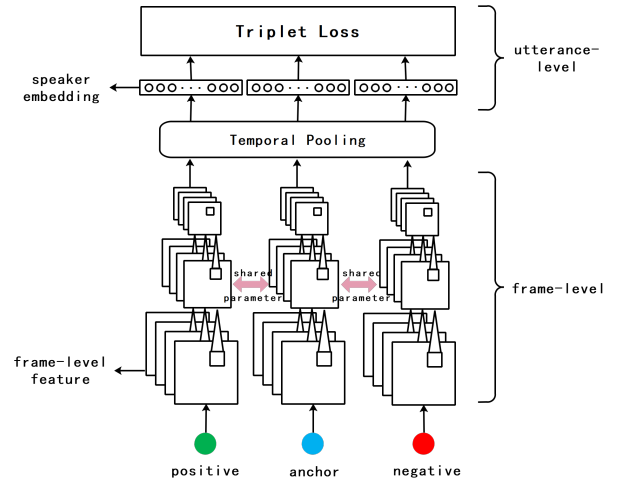 Triplet Loss
utterance-
level
speaker
embedding
Temporal Pooling
shared
parameter
shared
parameter
frame-level
frame-level
feature
positive
anchor
negative